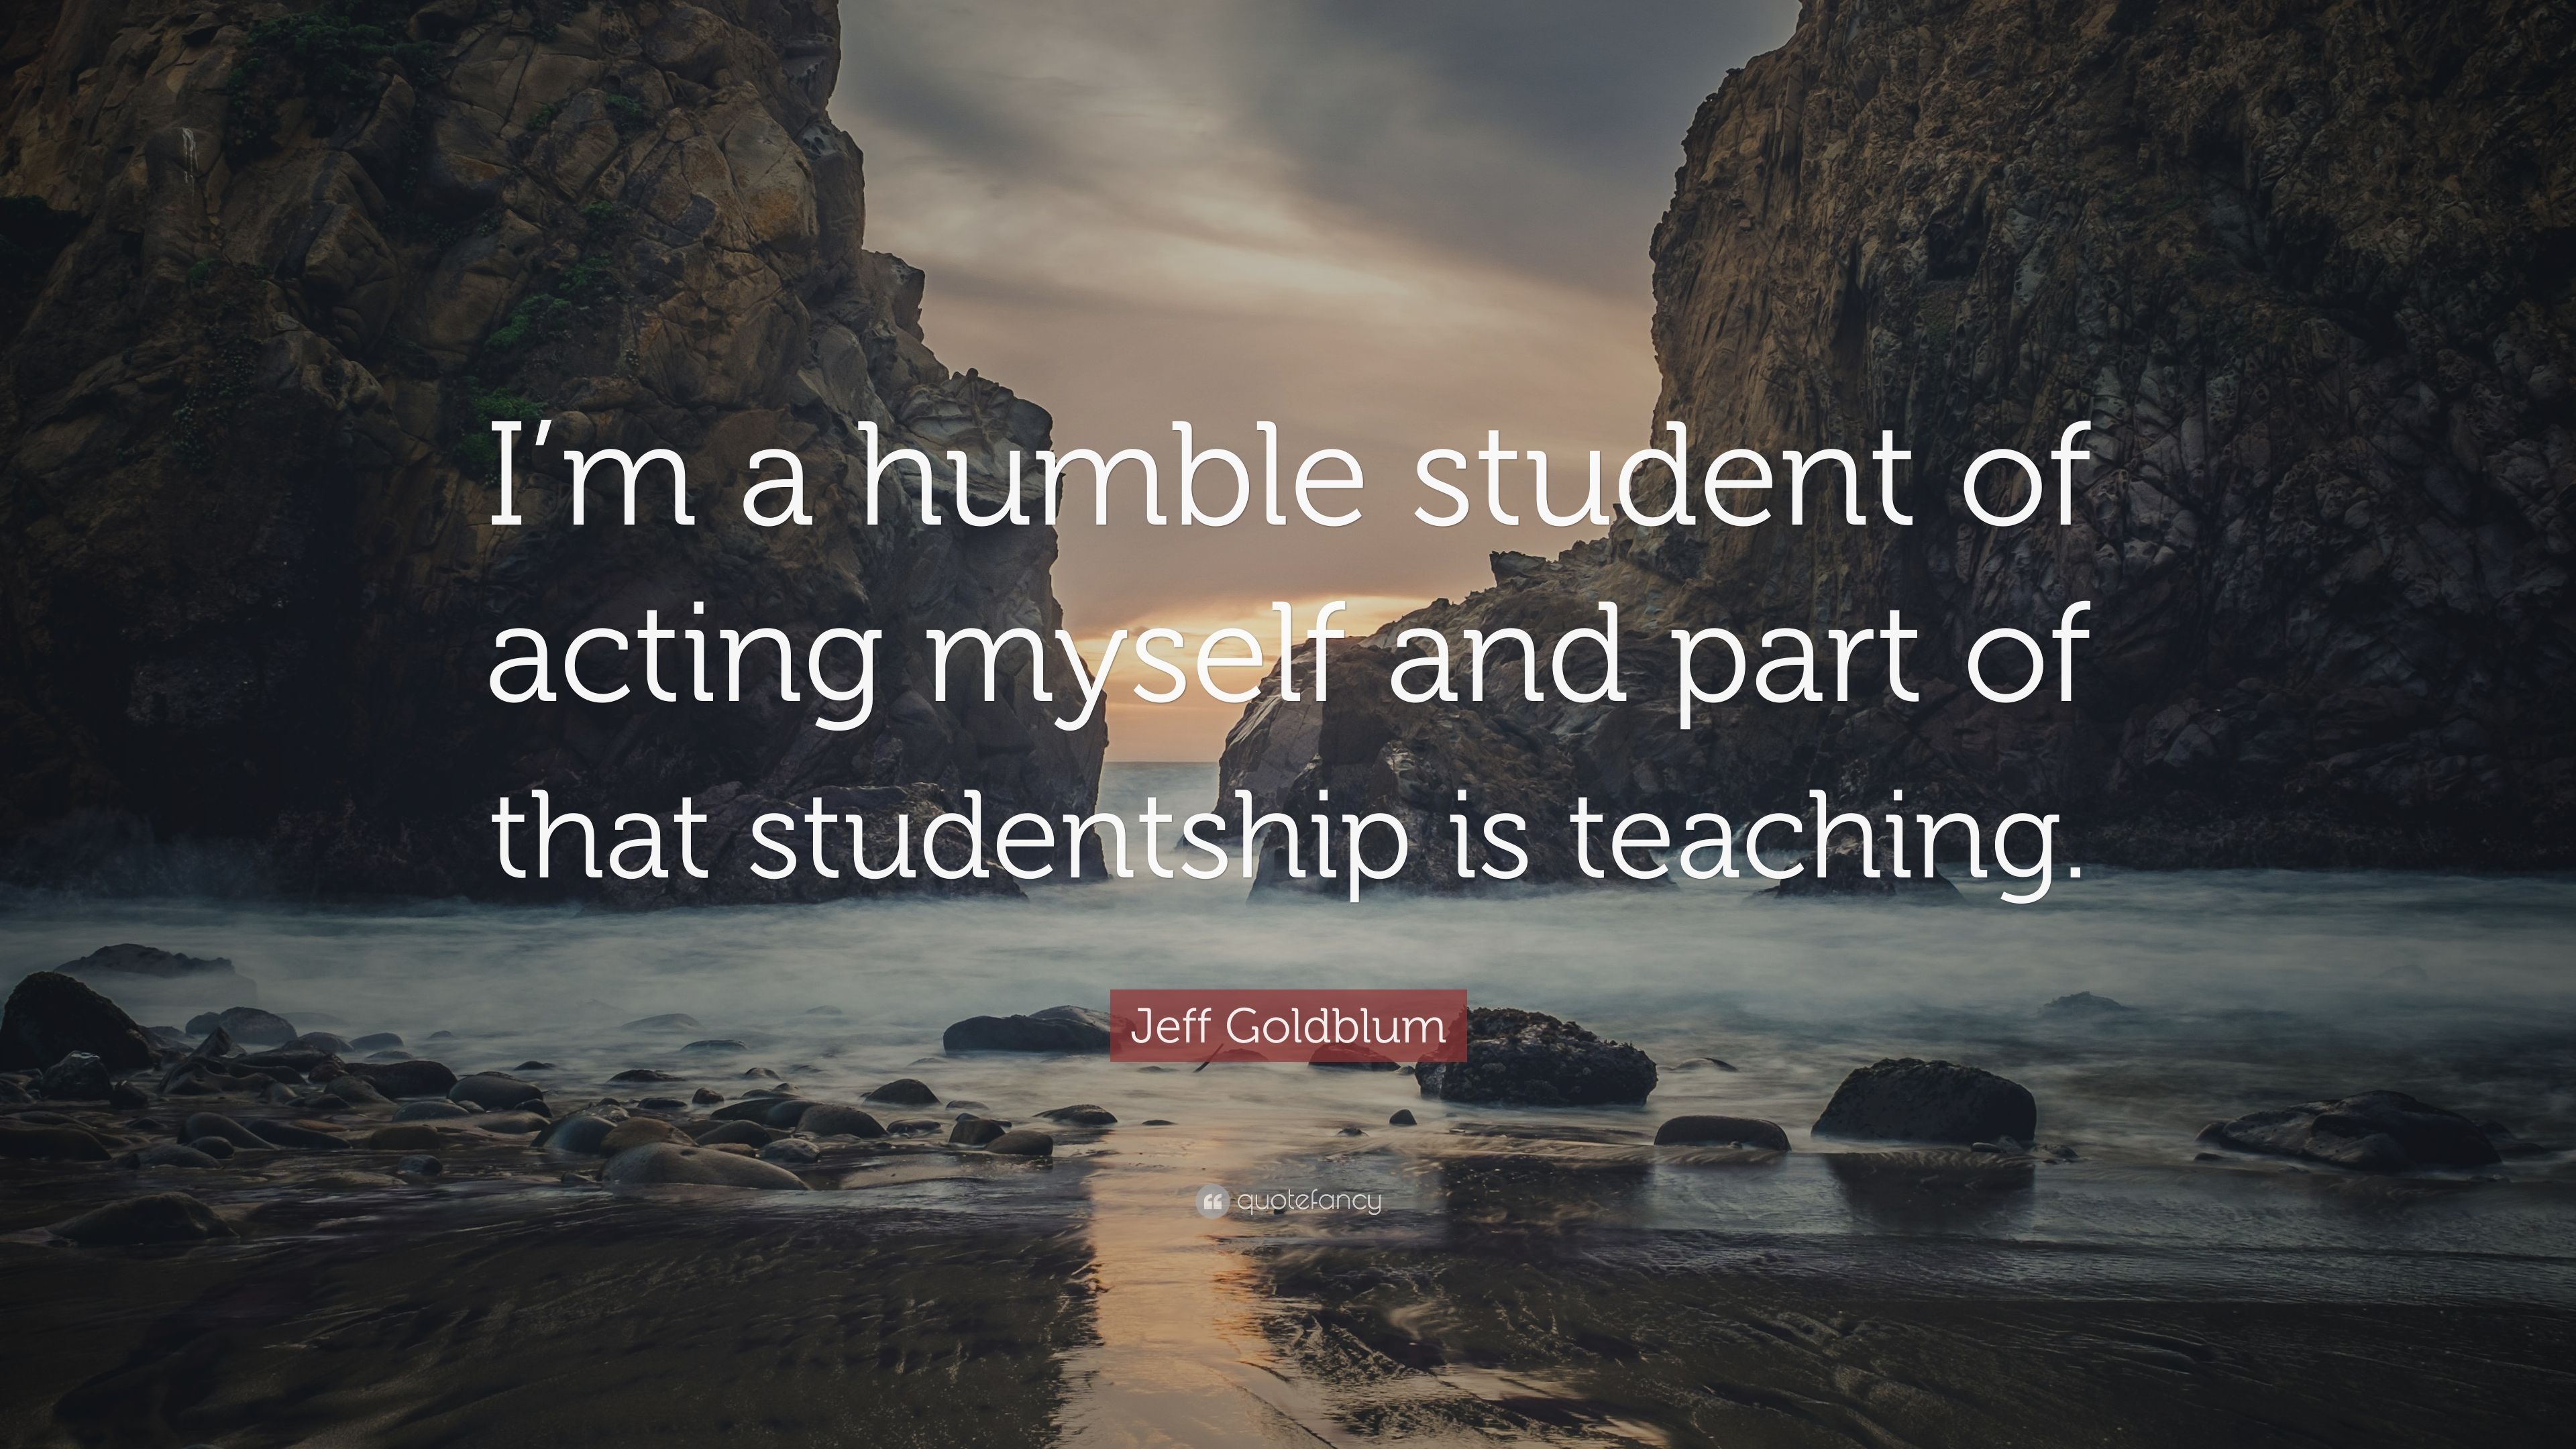 I’m a humble student of
acting myself and part of
that studentship is teaching.
Jeff Goldblum
quotefancy